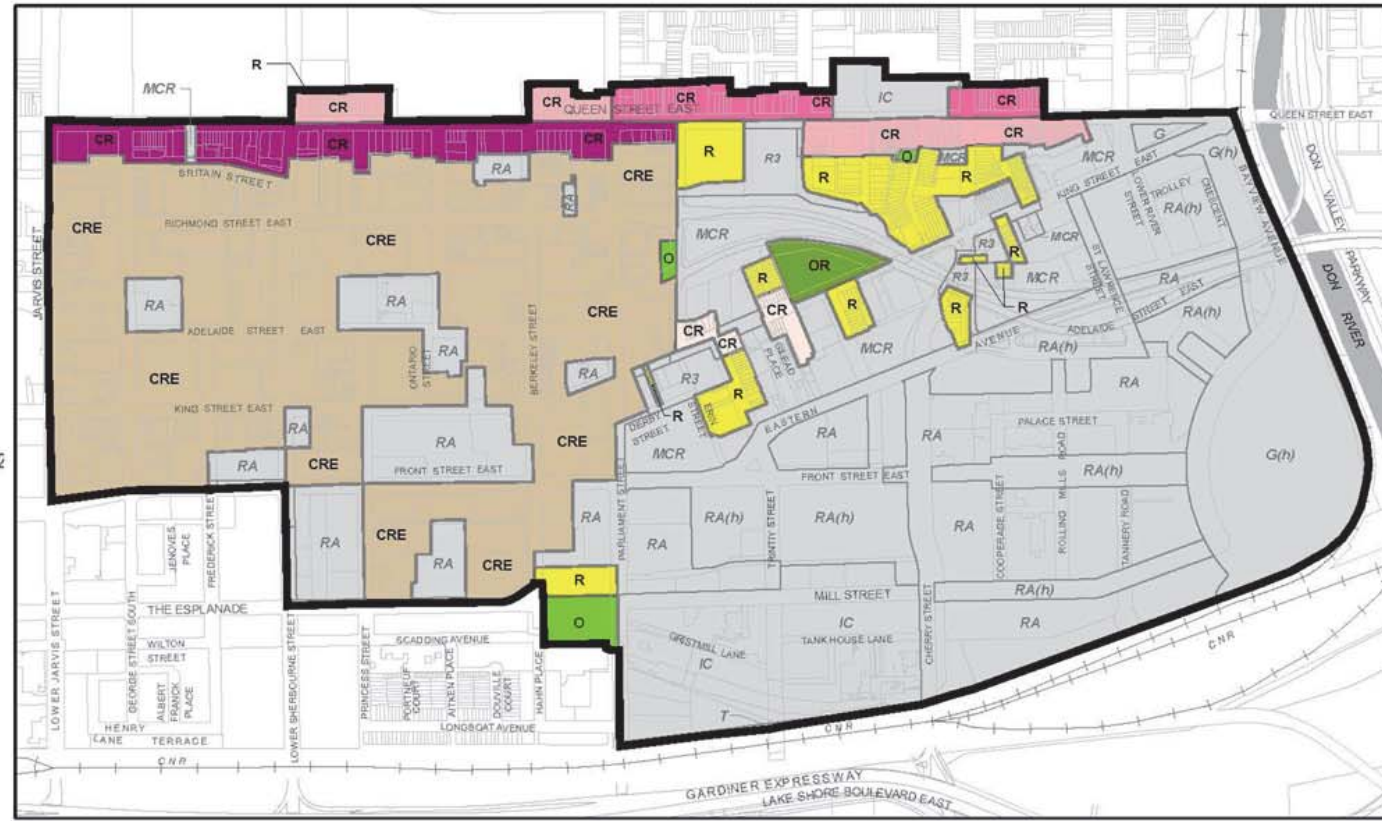 R
MCR
CR
CR
CR
CR
IC
CR
QUEEN STREET EAST
QUEEN STREET EAST
CR
CR
CR
CR
CR
G
G(h)
BRITAIN STREET
RA
CRE
R
R3
O
MCR
MCR
KING STREET EAST
R
R
LOWER RIVER STREET
TROLLEY
CRESCENT
BAYVIEW AVENUE
DON VALLEY PARKWAY
DON RIVER
RA
RICHMOND STREET EAST
CRE
CRE
JARVIS STREET
MCR
O
OR
R
R3
R
MCR
R3
MCR
R
RA(h)
ST. LAWRENCE STREET
RA
STREET EAST
RA
RA
BERKELEY STREET
CRE
R
CR
R
R
ADELAIDE
RA(h)
ADELAIDE STREET EAST
ONTARIO STREET
RA
CR
CR
GILEAD PLACE
MCR
AVENUE
RA(h)
CRE
RA
R3
R
DERBY STREET
ERIN STREET
R
EASTERN
RA
KING STREET EAST
RA
RA
CRE
MCR
RA
RA
PALACE STREET
RA
CRE
FRONT STREET EAST
FRONT STREET EAST
RA(h)
G(h)
RA
CRE
RA
CRE
RA
PARLIAMENT STREET
RA
RA(h)
TRINITY STREET
RA(h)
RA
COOPERAGE STREET
ROLLING MILLS ROAD
TANNERY ROAD
JENOVES PLACE
FREDERICK STREET
R
MILL STREET
RA(h)
THE ESPLANADE
O
IC
TANK HOUSE LANE
RA
CHERRY STREET
GRISTMILL LANE
IC
LOWER JARVIS STREET
GEORGE STREET SOUTH
WILTON STREET
ALBERT FRANCK PLACE
LOWER SHERBOURNE STREET
PRINCESS STREET
SCADDING AVENUE
PORTNEUF COURT
AITKEN PLACE
DOUVILLE COURT
HAHN PLACE
LONGBOAT AVENUE
HENRY LANE TERRACE
T
CNR
CNR
CNR
GARDINER EXPRESSWAY
LAKE SHORE BOULEVARD EAST